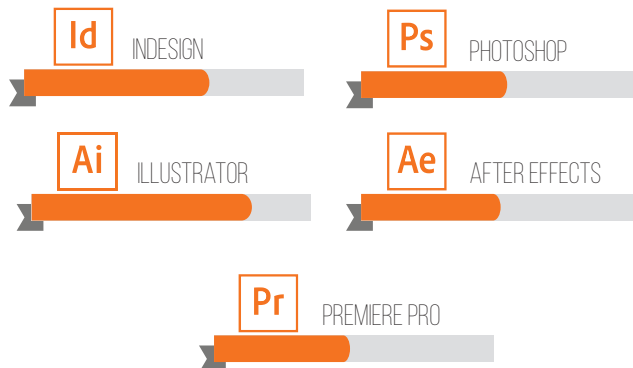 Id
INDESIGN
Ps
PHOTOSHOP
Ai
ILLUSTRATOR
Ae
AFTER EFFECTS
Pr
PREMIERE PRO